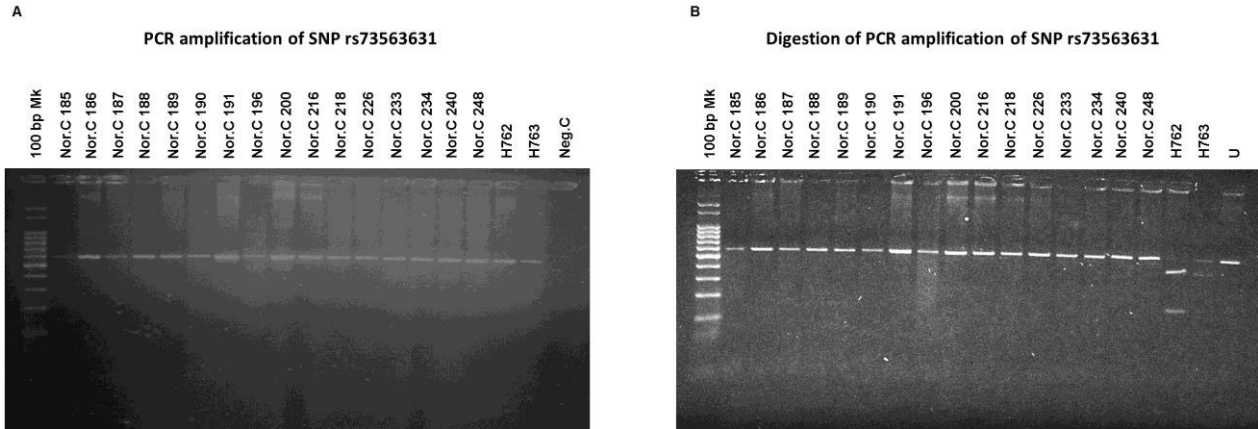 A
PCR amplification of SNP rs73563631
100 bp Mk
Nor.C 185
Nor.C 186
Nor.C 187
Nor.C 188
Nor.C 189
Nor.C 190
Nor.C 191
Nor.C 196
Nor.C 200
Nor.C 216
Nor.C 218
Nor.C 226
Nor.C 233
Nor.C 234
Nor.C 240
Nor.C 248
H762
H763
Neg.C
B
Digestion of PCR amplification of SNP rs73563631
100 bp Mk
Nor.C 185
Nor.C 186
Nor.C 187
Nor.C 188
Nor.C 189
Nor.C 190
Nor.C 191
Nor.C 196
Nor.C 200
Nor.C 216
Nor.C 218
Nor.C 226
Nor.C 233
Nor.C 234
Nor.C 240
Nor.C 248
H762
H763
U